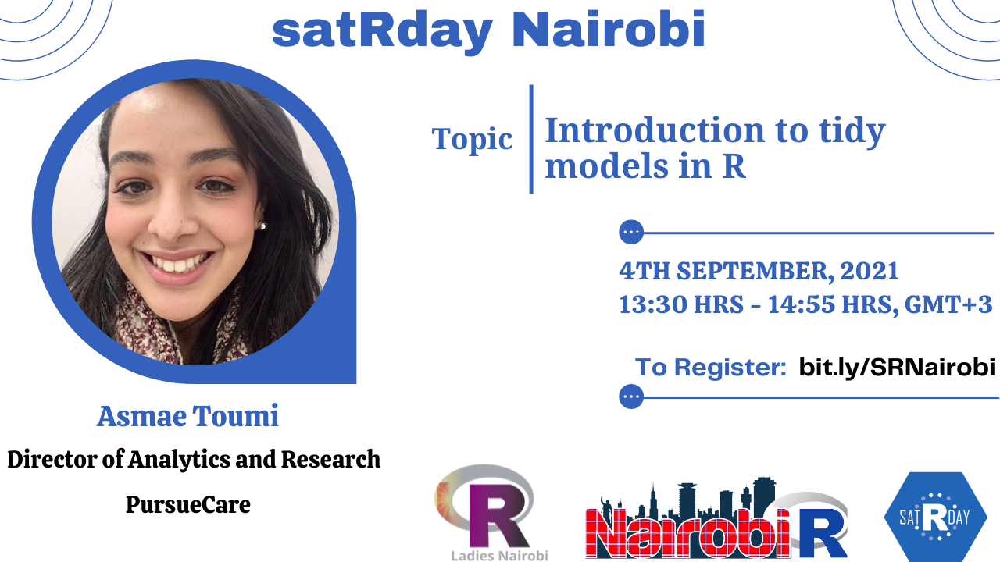 satRday Nairobi
Topic
Introduction to tidy
models in R
4TH SEPTEMBER, 2021
13:30 HRS - 14:55 HRS, GMT+3
To Register: bit.ly/SRNairobi
Asmae Toumi
Director of Analytics and Research
PursueCare
R
Ladies Nairobi
NairobiR
SATRDAY